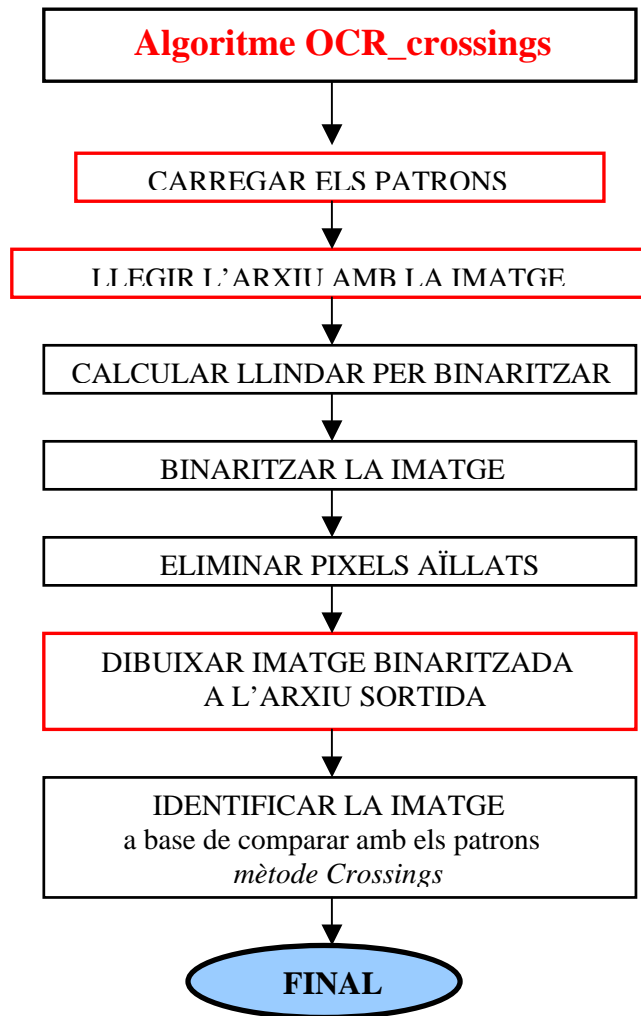 Algoritme OCR_crossings
CARREGAR ELS PATRONS
LLEGIR L'ARXIU AMB LA IMATGE
CALCULAR LLINDAR PER BINARITZAR
BINARITZAR LA IMATGE
ELIMINAR PIXELS AÏLLATS
DIBUIXAR IMATGE BINARITZADA
A L'ARXIU SORTIDA
IDENTIFICAR LA IMATGE
a base de comparar amb els patrons
mètode Crossings
FINAL